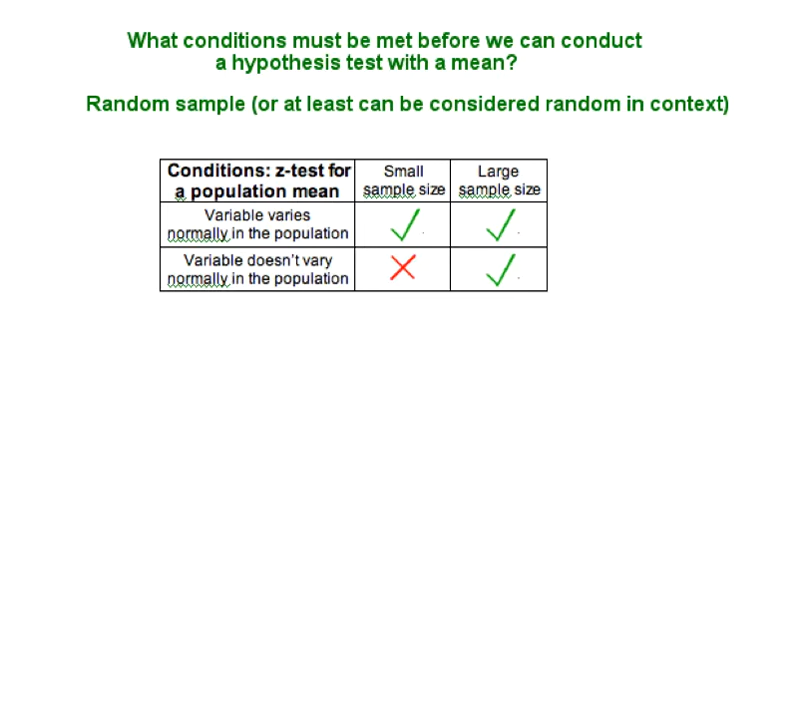 What conditions must be met before we can conduct
a hypothesis test with a mean?
Random sample (or at least can be considered random in context)
Conditions: z-test for
a population mean
Small
sample size
Large
sample size
Variable varies
normally in the population
Variable doesn't vary
normally in the population